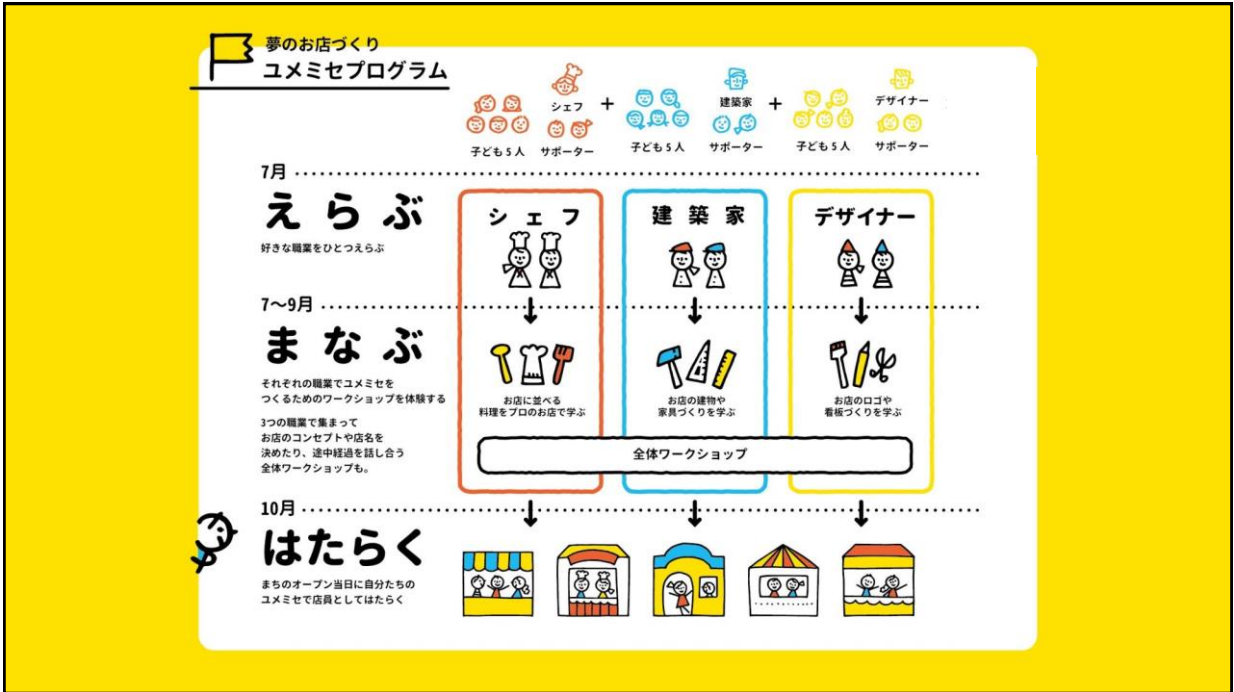 夢のお店づくり
ユメミセプログラム
シェフ
+
建築家
+
デザイナー
子ども5人
サポーター
子ども5人
サポーター
子ども5人
サポーター
7月
えらぶ
好きな職業をひとつえらぶ
シェフ
建築家
デザイナー
7〜9月
まなぶ
それぞれの職業でユメミセを
つくるためのワークショップを体験する
3つの職業で集まって
お店のコンセプトや店名を
決めたり、途中経過を話し合う
全体ワークショップも。
お店に並べる
料理をプロのお店で学ぶ
お店の建物や
家具づくりを学ぶ
お店のロゴや
看板づくりを学ぶ
全体ワークショップ
10月
はたらく
まちのオープン当日に自分たちの
ユメミセで店員としてはたらく